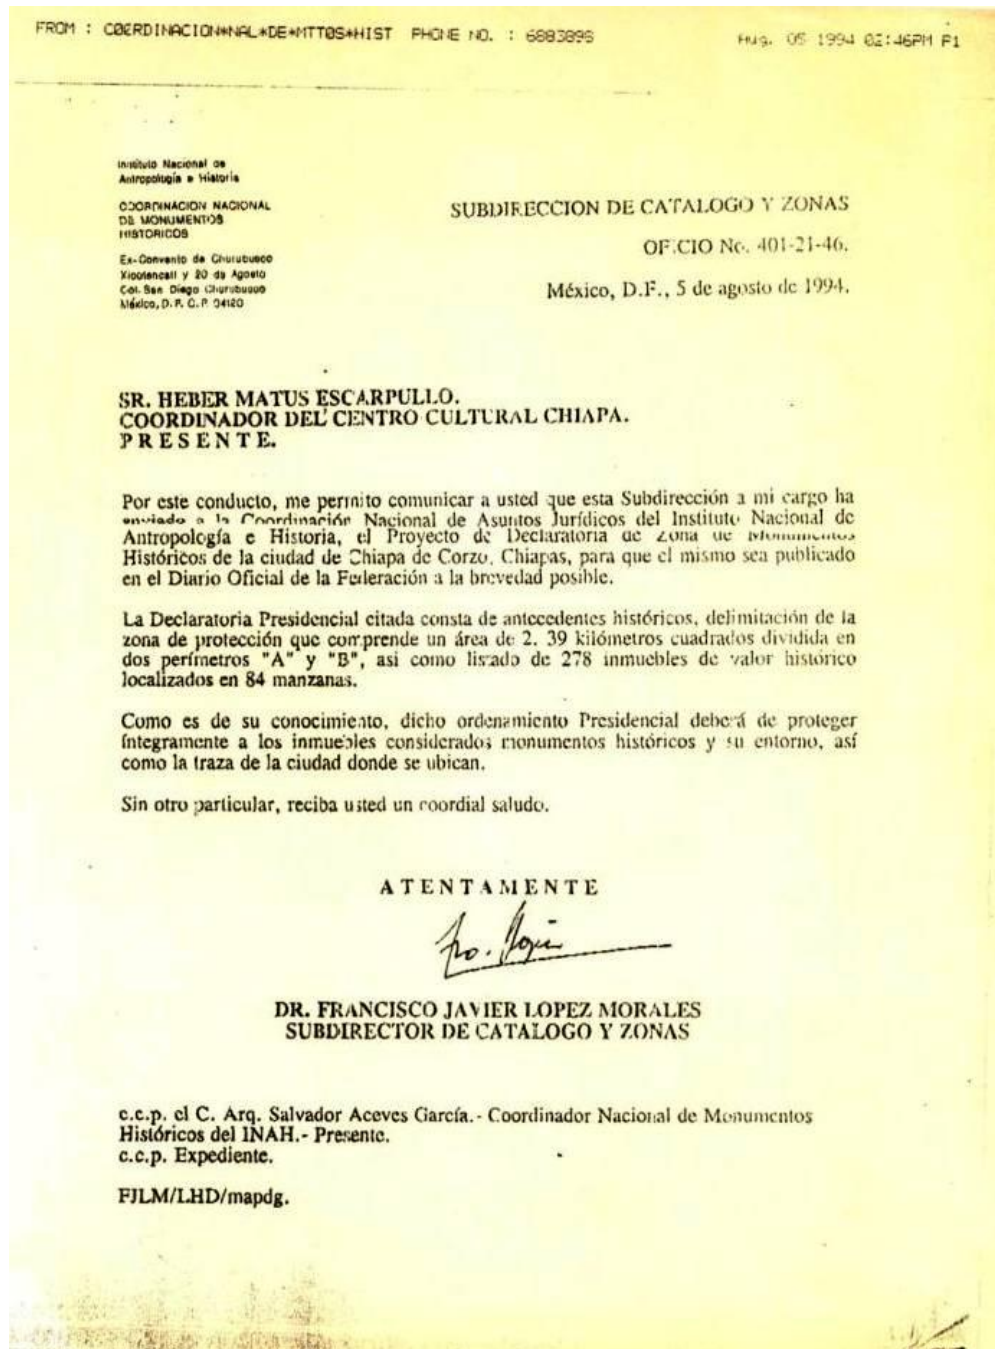 FROM : COORDINACION*NAL*DE*MTTOS*HIST PHONE NO. : 6883898
Aug. 05 1994 02:46PM P1
Instituto Nacional de
Antropología e Historia
COORDINACION NACIONAL
DE MONUMENTOS
HISTORICOS
Ex-Convento de Churubusco
Xicotencatl y 20 de Agosto
Col. San Diego Churubusco
México, D. F. C. P. 04120
SUBDIRECCION DE CATALOGO Y ZONAS
OFICIO No. 401-21-46.
México, D.F., 5 de agosto de 1994.
SR. HEBER MATUS ESCARPULLO.
COORDINADOR DEL CENTRO CULTURAL CHIAPA.
P R E S E N T E.
Por este conducto, me permito comunicar a usted que esta Subdirección a mi cargo ha
enviado a la Coordinación Nacional de Asuntos Jurídicos del Instituto Nacional de
Antropología e Historia, el Proyecto de Declaratoria de Zona de Monumentos
Históricos de la ciudad de Chiapa de Corzo, Chiapas, para que el mismo sea publicado
en el Diario Oficial de la Federación a la brevedad posible.
La Declaratoria Presidencial citada consta de antecedentes históricos, delimitación de la
zona de protección que comprende un área de 2. 39 kilómetros cuadrados dividida en
dos perímetros "A" y "B", asi como listado de 278 inmuebles de valor histórico
localizados en 84 manzanas.
Como es de su conocimiento, dicho ordenamiento Presidencial deberá de proteger
íntegramente a los inmuebles considerados monumentos históricos y su entorno, así
como la traza de la ciudad donde se ubican.
Sin otro particular, reciba usted un coordial saludo.
A T E N T A M E N T E
DR. FRANCISCO JAVIER LOPEZ MORALES
SUBDIRECTOR DE CATALOGO Y ZONAS
c.c.p. el C. Arq. Salvador Aceves García.- Coordinador Nacional de Monumentos
Históricos del INAH.- Presente.
c.c.p. Expediente.
FJLM/LHD/mapdg.